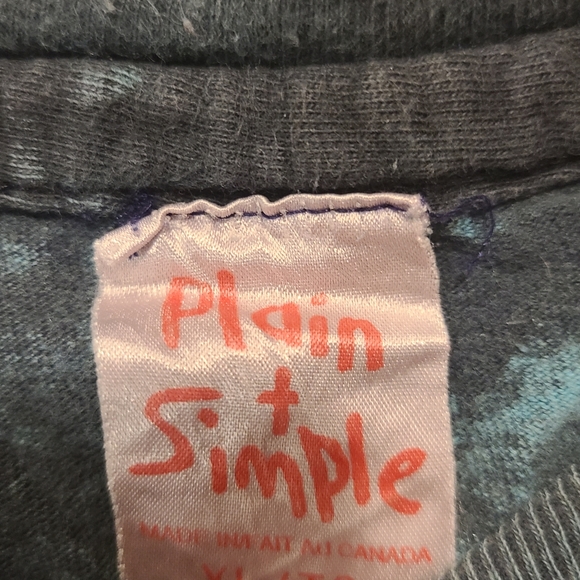 Plain
+
Simple
MADE IN/FAIT AU CANADA